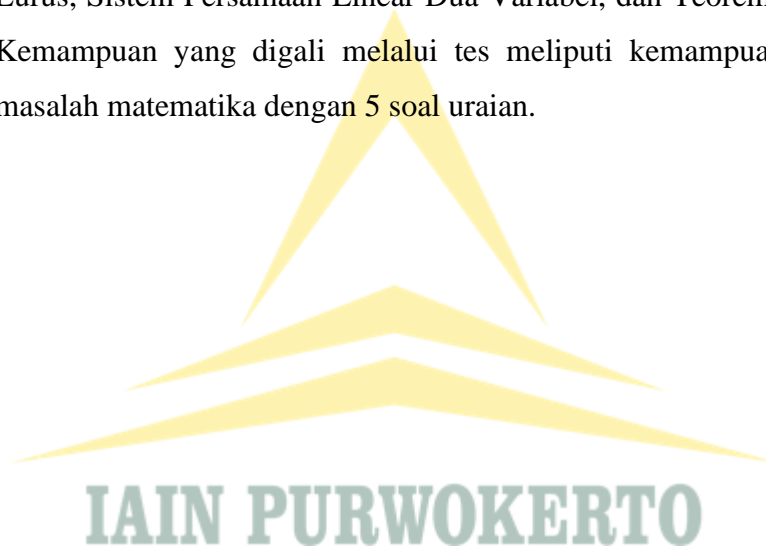 Lurus, Sistem Persamaan Linear Dua Variabel, dan Teorem
Kemampuan yang digali melalui tes meliputi kemampua
masalah matematika dengan 5 soal uraian.
IAIN PURWOKERTO